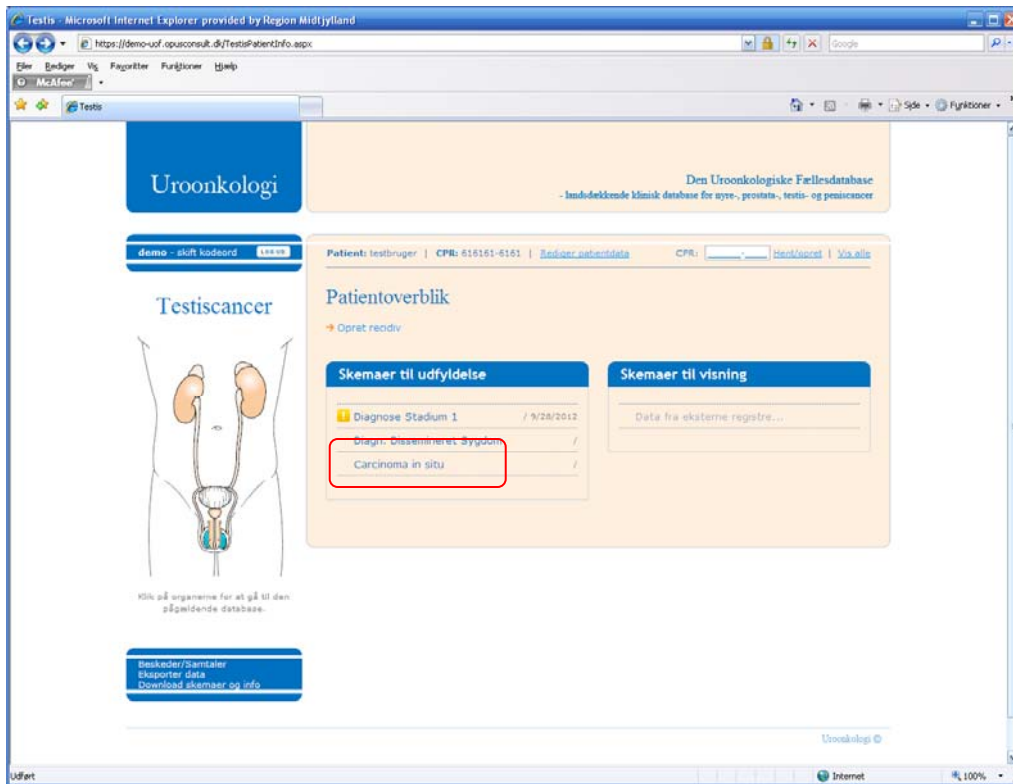 Testis - Microsoft Internet Explorer provided by Region Midtjylland
https://demo-uof.opusconsult.dk/TestisPatientInfo.aspx
Google
Filer Rediger Vis Favoritter Funktioner Hjælp
McAfee
Testis
Side Funktioner
Uroonkologi
Den Uroonkologiske Fællesdatabase
- landsdækkende klinisk database for nyre-, prostata-, testis- og peniscancer
demo - skift kodeord LOG UD
Patient: testbruger | CPR: 616161-6161 | Rediger patientdata CPR: ______-____ Hent/opret | Vis alle
Testiscancer
Patientoverblik
Opret recidiv
Skemaer til udfyldelse
Skemaer til visning
Diagnose Stadium 1 / 9/28/2012
Data fra eksterne registre...
Diagn. Dissemineret Sygdom /
Carcinoma in situ /
Klik på organerne for at gå til den
pågældende database.
Beskeder/Samtaler
Eksporter data
Download skemaer og info
Uroonkologi ©
Udført
Internet
100%